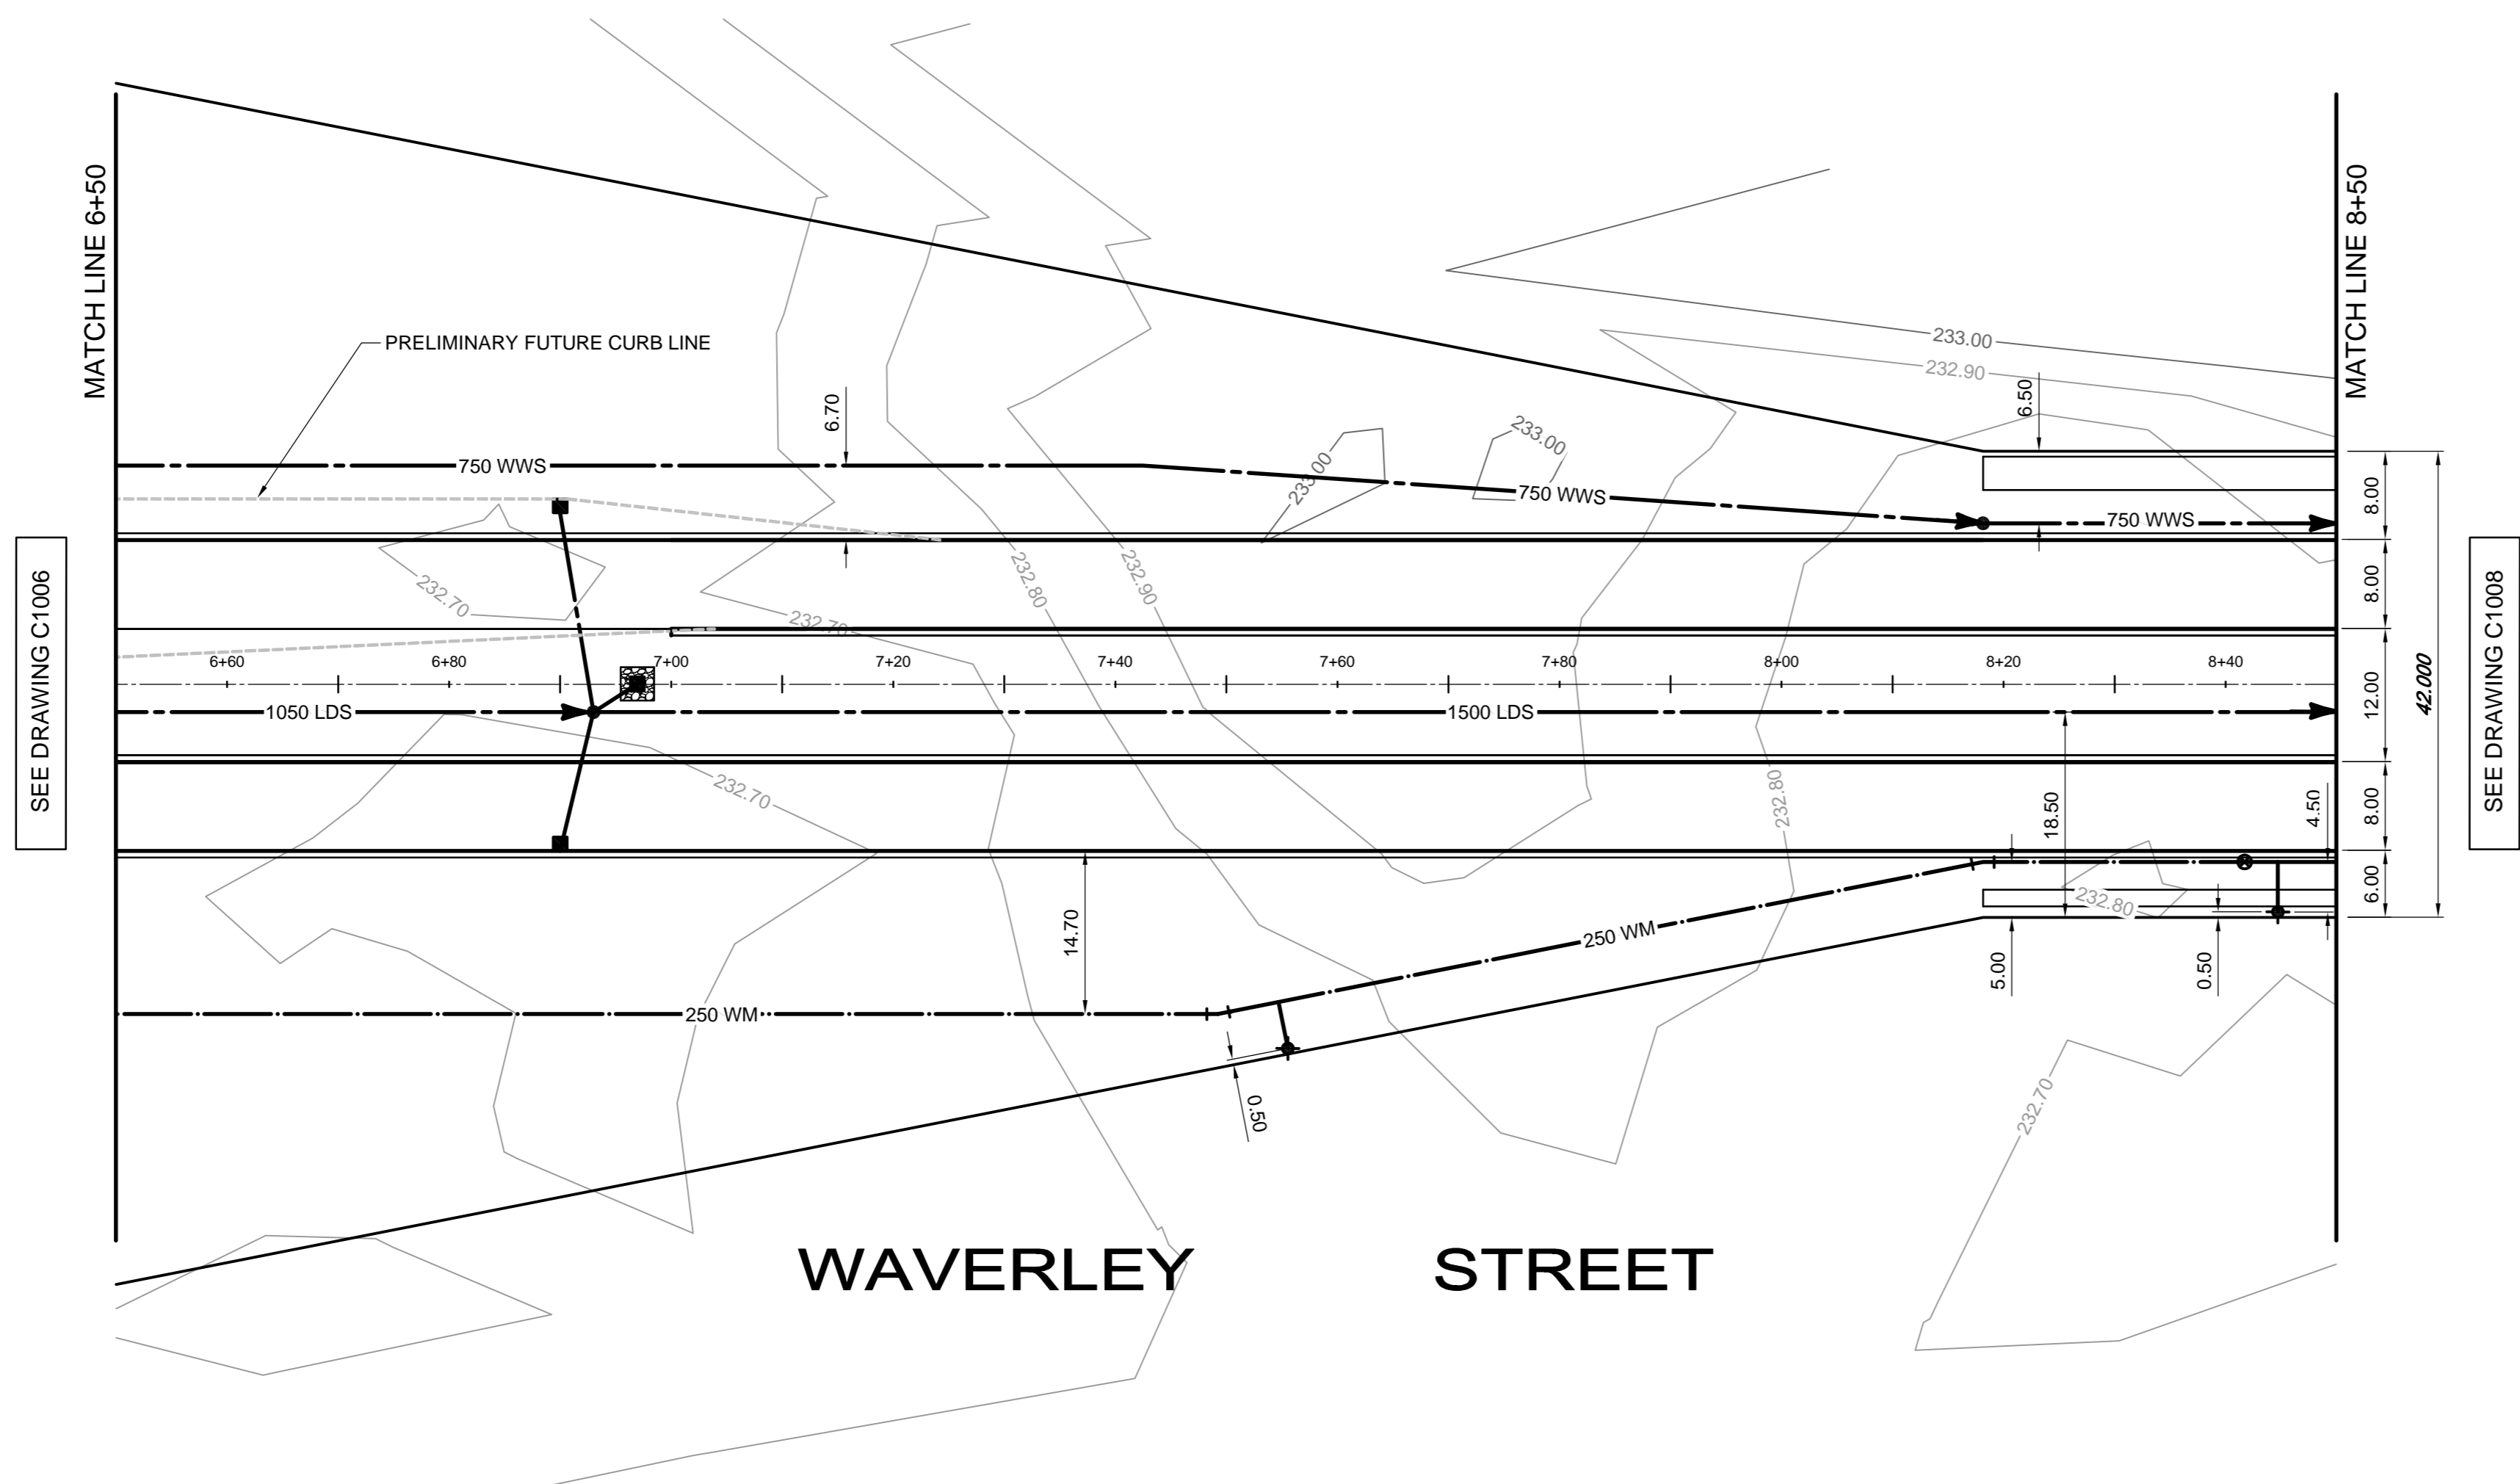 MATCH LINE 6+50
SEE DRAWING C1006
PRELIMINARY FUTURE CURB LINE
6.70
233.00
232.90
6.50
MATCH LINE 8+50
SEE DRAWING C1008
750 WWS
233.00
233.00
750 WWS
750 WWS
8.00
232.70
232.80
232.90
232.70
8.00
6+60
6+80
7+00
7+20
7+40
7+60
7+80
8+00
8+20
8+40
12.00
42.000
1050 LDS
1500 LDS
232.70
232.80
18.50
4.50
8.00
14.70
250 WM
232.80
6.00
5.00
0.50
250 WM
0.50
232.70
WAVERLEY STREET